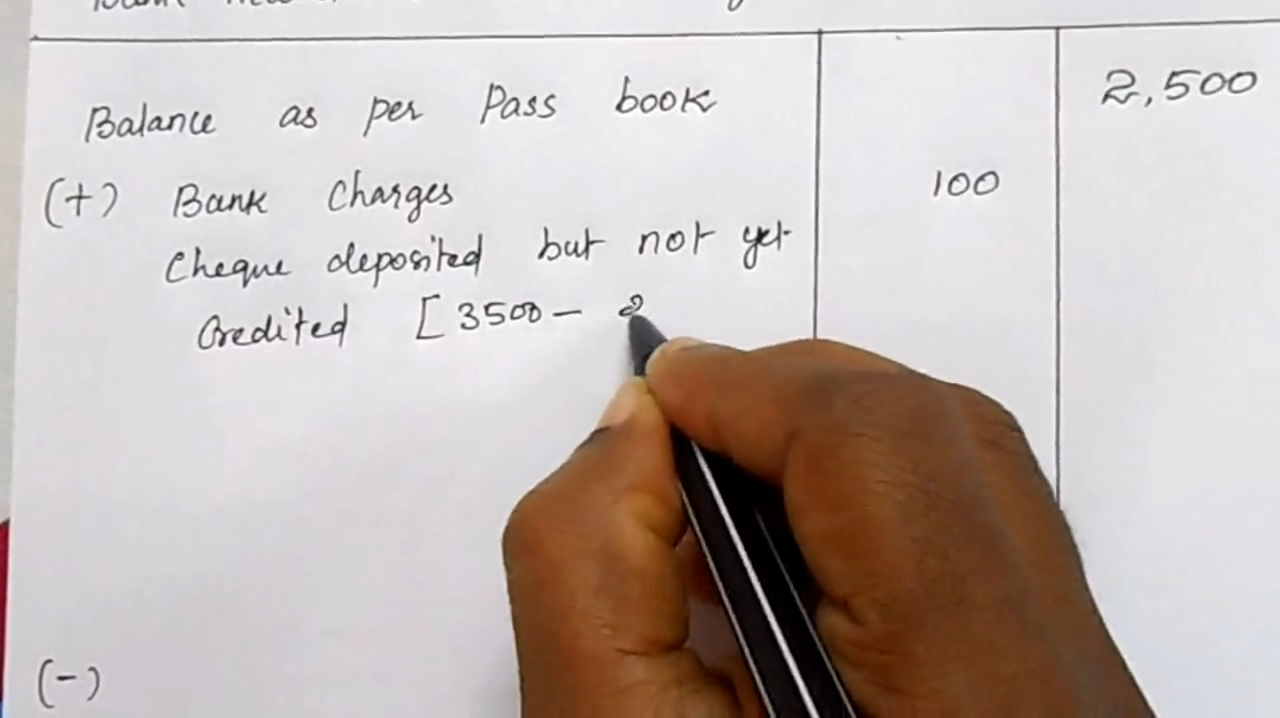 Balance as per Pass book 2,500
(+) Bank Charges 100
Cheque deposited but not yet
Credited [3500 -
(-)